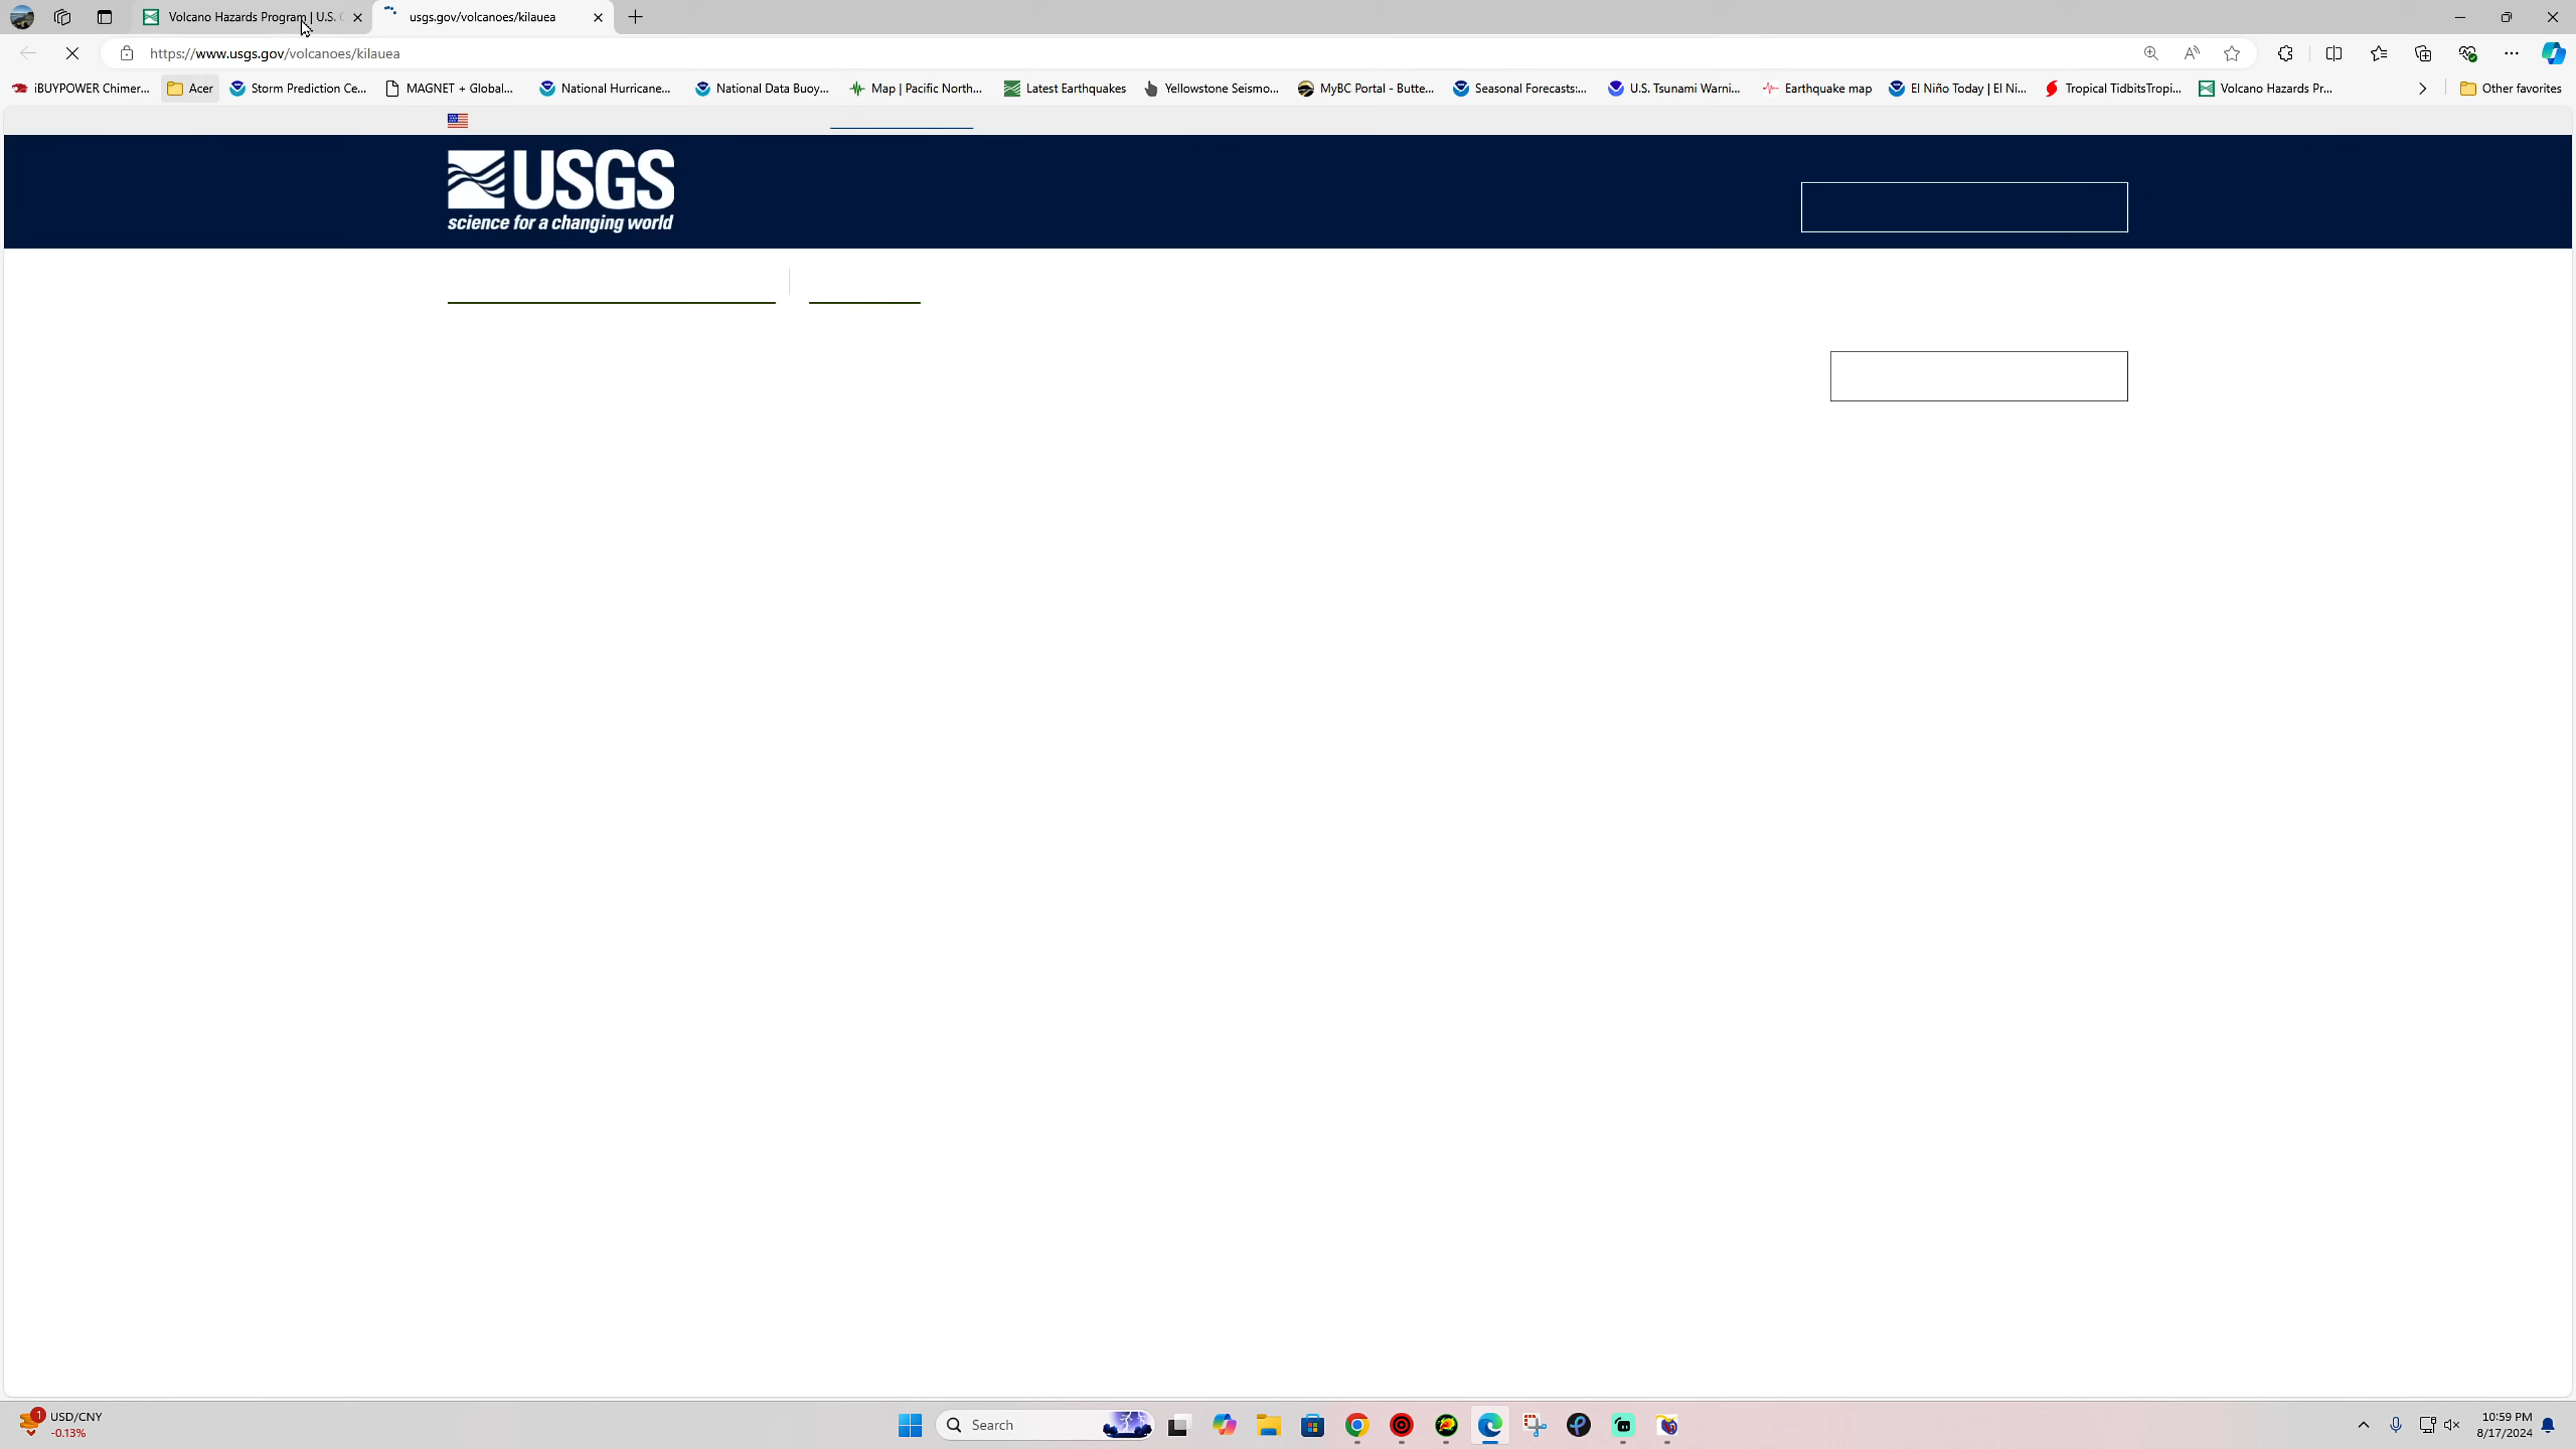 Volcano Hazards Program | U.S. G
usgs.gov/volcanoes/kilauea
https://www.usgs.gov/volcanoes/kilauea
iBUYPOWER Chimer...
Acer
Storm Prediction Ce...
MAGNET + Global...
National Hurricane...
National Data Buoy...
Map | Pacific North...
Latest Earthquakes
Yellowstone Seismo...
MyBC Portal - Butte...
Seasonal Forecasts:...
U.S. Tsunami Warni...
Earthquake map
El Niño Today | El Ni...
Tropical TidbitsTropi...
Volcano Hazards Pr...
Other favorites
USGS
science for a changing world
1
USD/CNY
-0.13%
Search
10:59 PM
8/17/2024